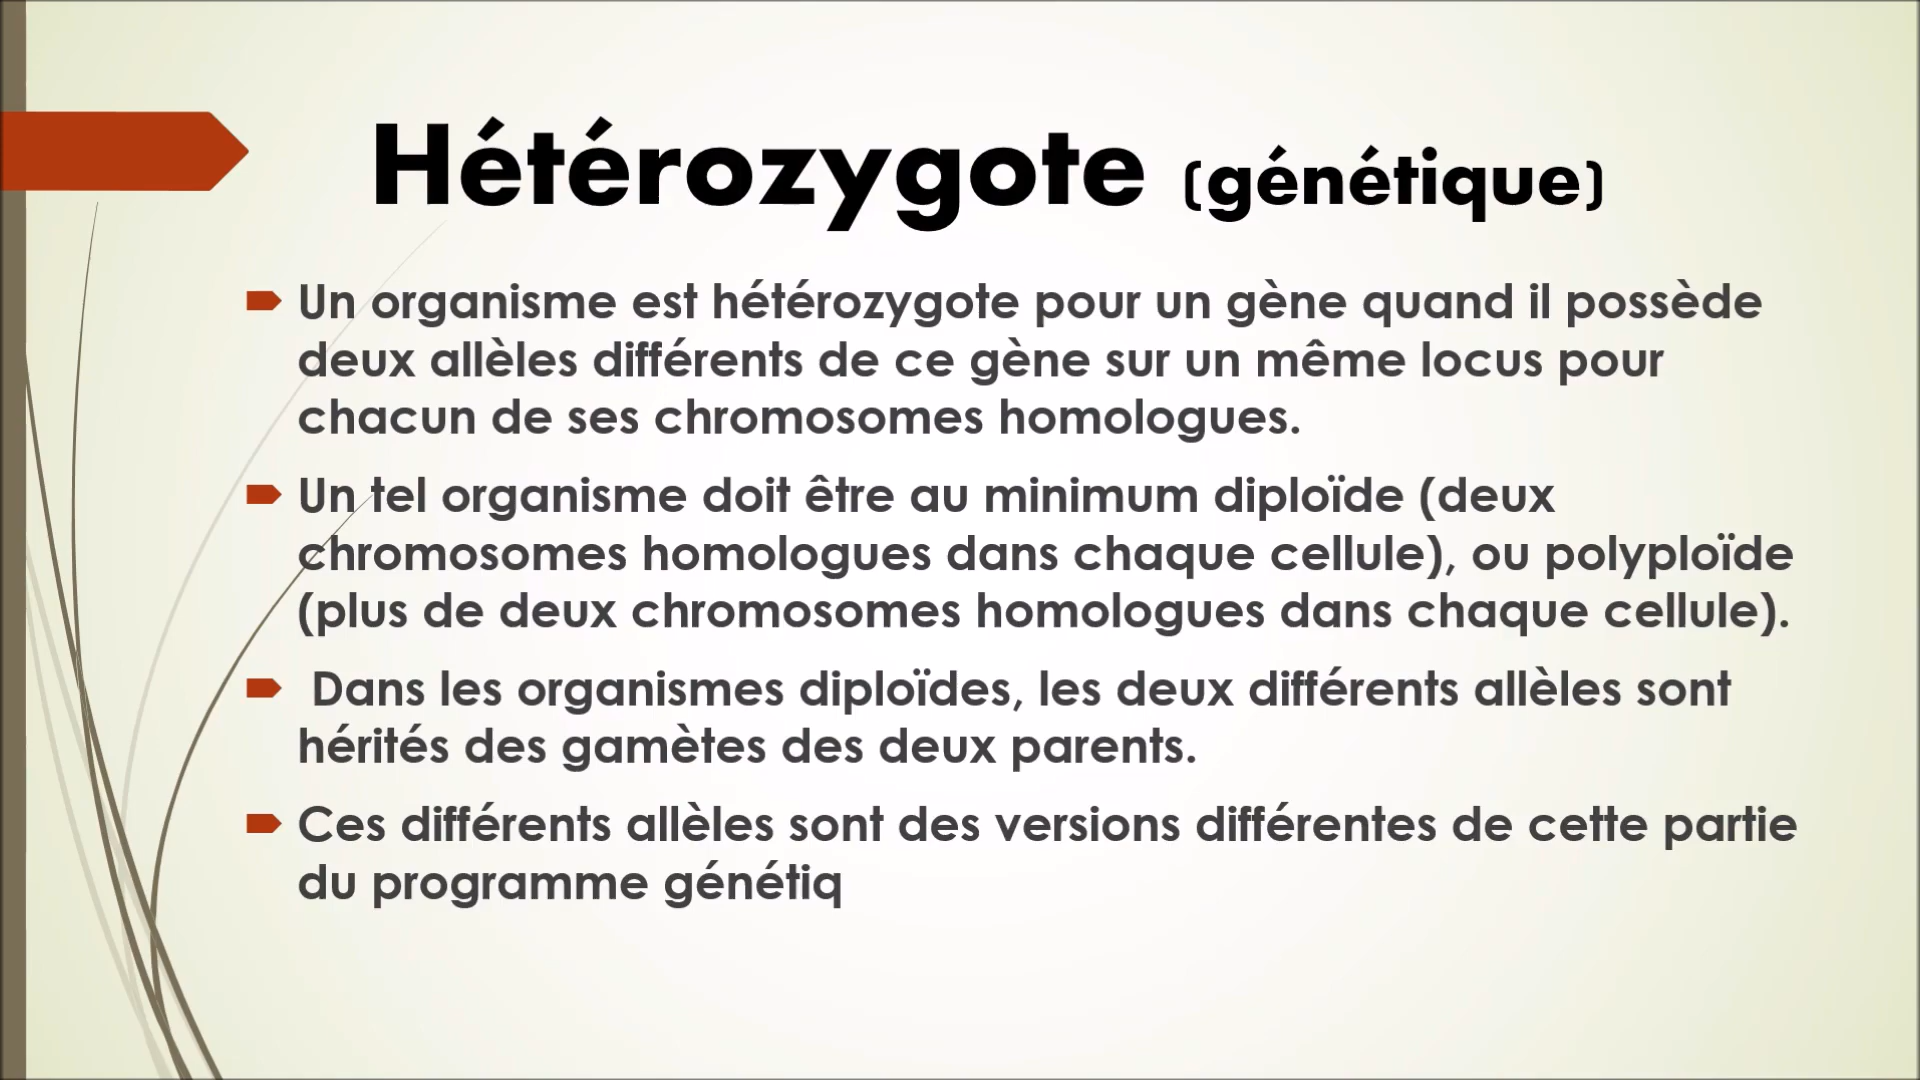 Hétérozygote (génétique)
Un organisme est hétérozygote pour un gène quand il possède
deux allèles différents de ce gène sur un même locus pour
chacun de ses chromosomes homologues.
Un tel organisme doit être au minimum diploïde (deux
chromosomes homologues dans chaque cellule), ou polyploïde
(plus de deux chromosomes homologues dans chaque cellule).
Dans les organismes diploïdes, les deux différents allèles sont
hérités des gamètes des deux parents.
Ces différents allèles sont des versions différentes de cette partie
du programme génétiq